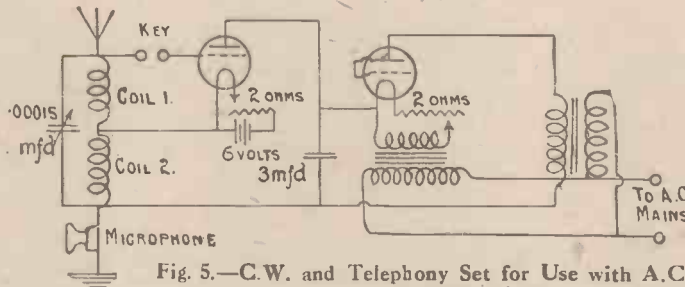 KEY
COIL 1.
2 OHMS
2 OHMS
.00015
mfd
6 VOLTS
COIL 2.
3mfd
TO A.C.
MAINS
MICROPHONE
Fig. 5.—C.W. and Telephony Set for Use with A.C.